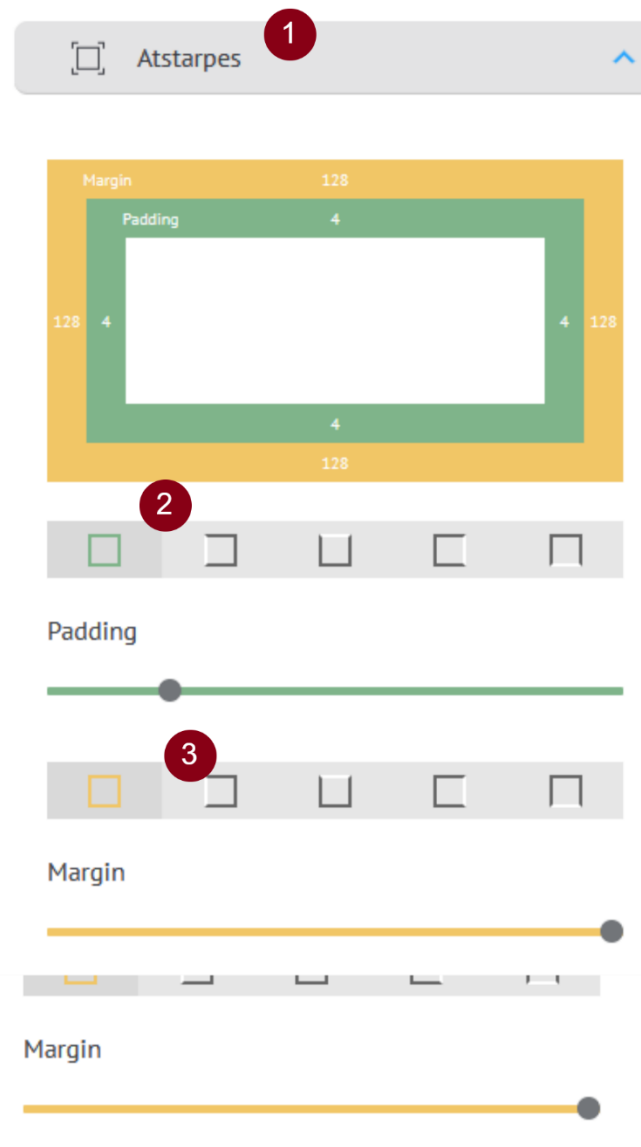 1
Atstarpes
Margin 128
Padding 4
128 4 4 128
4
128
2
Padding
3
Margin
Margin